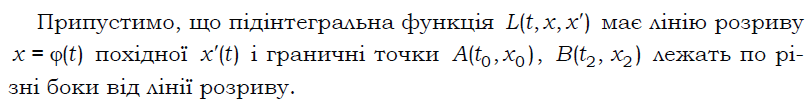 Припустимо, що підінтегральна функція L(t, x, x′) має лінію розриву
x = φ(t) похідної x′(t) і граничні точки A(t₀, x₀), B(t₂, x₂) лежать по рі-
зні боки від лінії розриву.